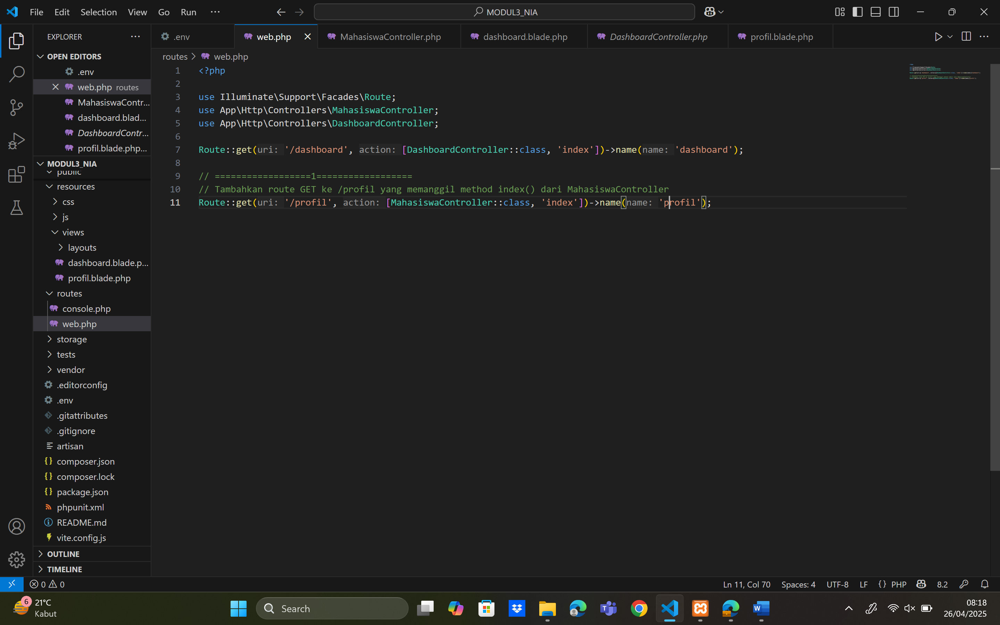 File Edit Selection View Go Run ···
MODUL3_NIA
EXPLORER ···
.env
web.php
MahasiswaController.php
dashboard.blade.php
DashboardController.php
profil.blade.php
OPEN EDITORS
.env
web.php routes
MahasiswaContr...
dashboard.blad...
DashboardContr...
profil.blade.php...
MODUL3_NIA
public
resources
css
js
views
layouts
dashboard.blade.p...
profil.blade.php
routes
console.php
web.php
storage
tests
vendor
.editorconfig
.env
.gitattributes
.gitignore
artisan
composer.json
composer.lock
package.json
phpunit.xml
README.md
vite.config.js
OUTLINE
TIMELINE
routes > web.php
1 <?php
2
3 use Illuminate\Support\Facades\Route;
4 use App\Http\Controllers\MahasiswaController;
5 use App\Http\Controllers\DashboardController;
6
7 Route::get(uri: '/dashboard', action: [DashboardController::class, 'index'])->name(name: 'dashboard');
8
9 // ==================1==================
10 // Tambahkan route GET ke /profil yang memanggil method index() dari MahasiswaController
11 Route::get(uri: '/profil', action: [MahasiswaController::class, 'index'])->name(name: 'profil');
0 0
Ln 11, Col 70 Spaces: 4 UTF-8 LF {} PHP 8.2
6
21°C
Kabut
Search
08:18
26/04/2025